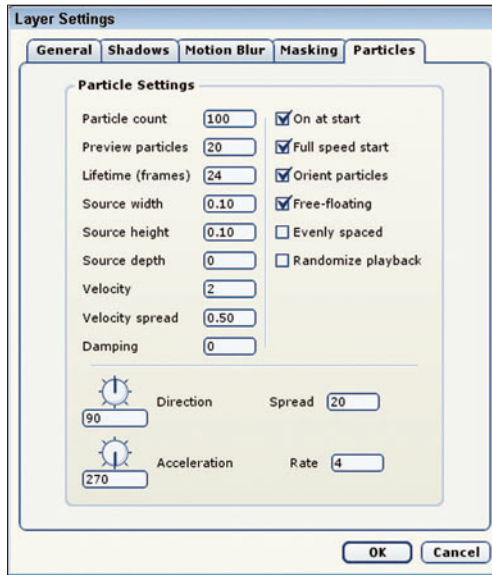 Layer Settings
General Shadows Motion Blur Masking Particles
Particle Settings
Particle count 100 On at start
Preview particles 20 Full speed start
Lifetime (frames) 24 Orient particles
Source width 0.10 Free-floating
Source height 0.10 Evenly spaced
Source depth 0 Randomize playback
Velocity 2
Velocity spread 0.50
Damping 0
90 Direction Spread 20
270 Acceleration Rate 4
OK Cancel